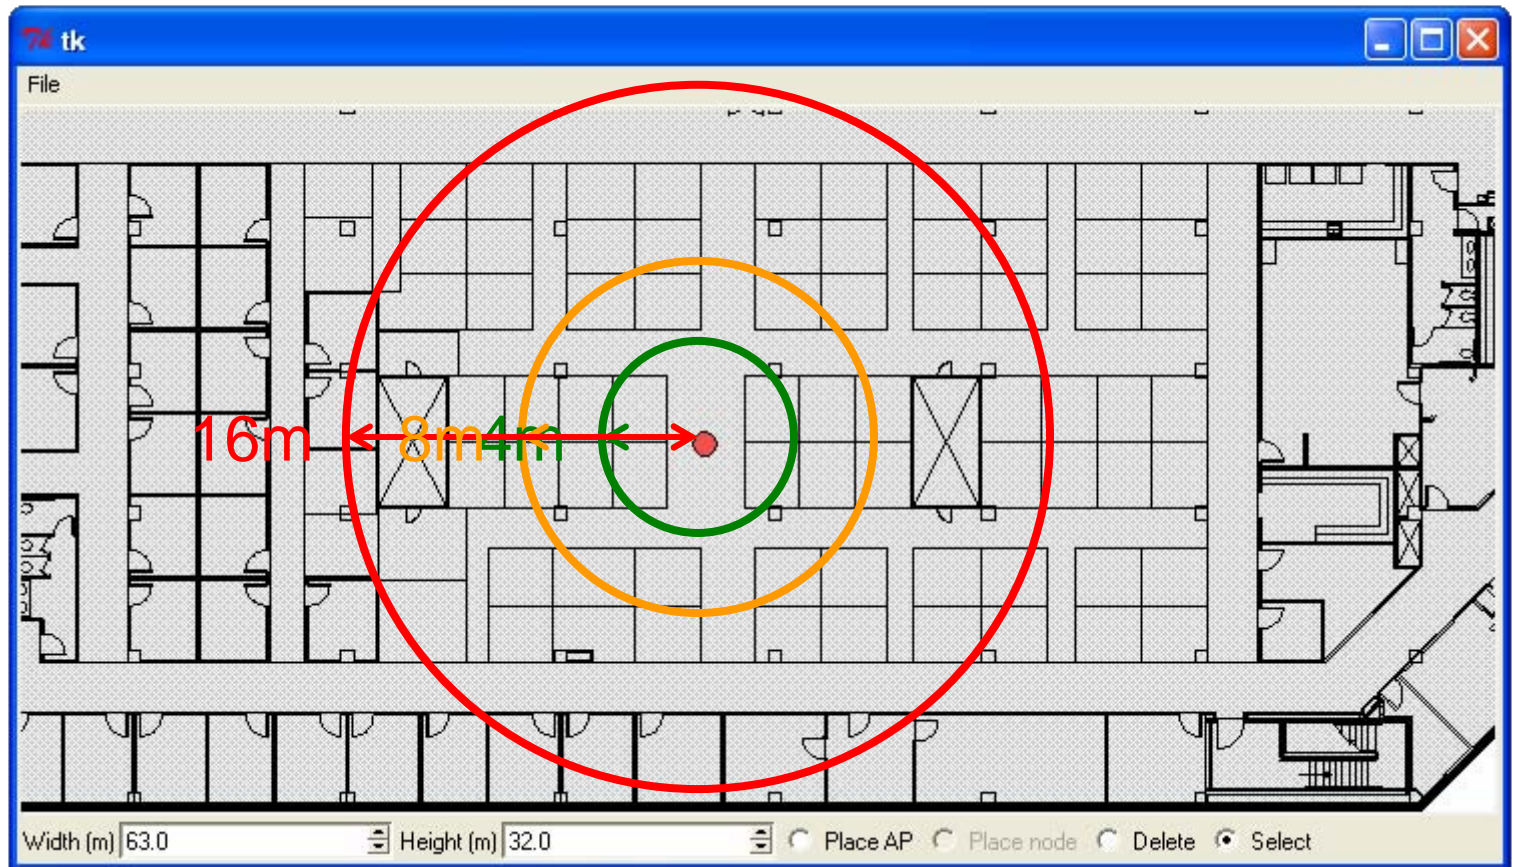 tk
File
16m 8m 4m
Width (m) 63.0 Height (m) 32.0 Place AP Place node Delete Select